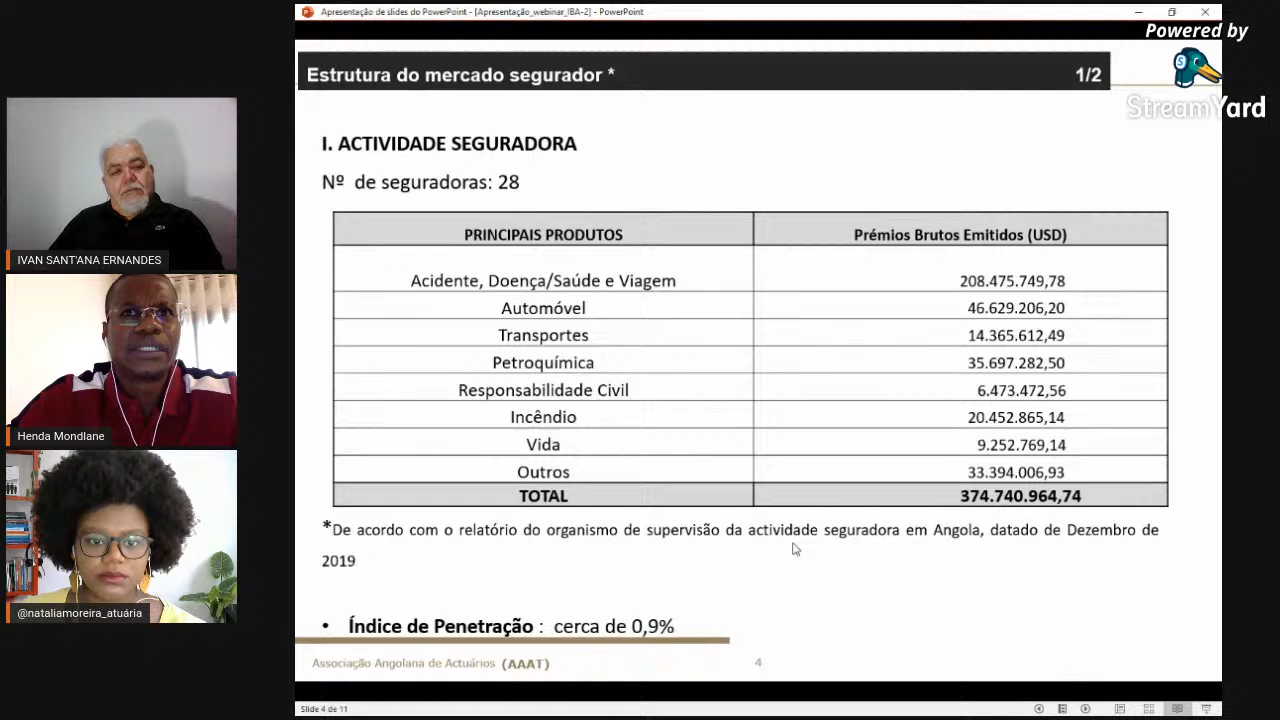 Apresentação de slides do PowerPoint - [Apresentação_webinar_IBA-2] - PowerPoint
Powered by
StreamYard
Estrutura do mercado segurador *
1/2
I. ACTIVIDADE SEGURADORA
Nº de seguradoras: 28
PRINCIPAIS PRODUTOS Prémios Brutos Emitidos (USD)
Acidente, Doença/Saúde e Viagem 208.475.749,78
Automóvel 46.629.206,20
Transportes 14.365.612,49
Petroquímica 35.697.282,50
Responsabilidade Civil 6.473.472,56
Incêndio 20.452.865,14
Vida 9.252.769,14
Outros 33.394.006,93
TOTAL 374.740.964,74
*De acordo com o relatório do organismo de supervisão da actividade seguradora em Angola, datado de Dezembro de
2019
• Índice de Penetração : cerca de 0,9%
Associação Angolana de Actuários (AAAT)
4
Slide 4 de 11
IVAN SANT'ANA ERNANDES
Henda Mondlane
@nataliamoreira_atuária